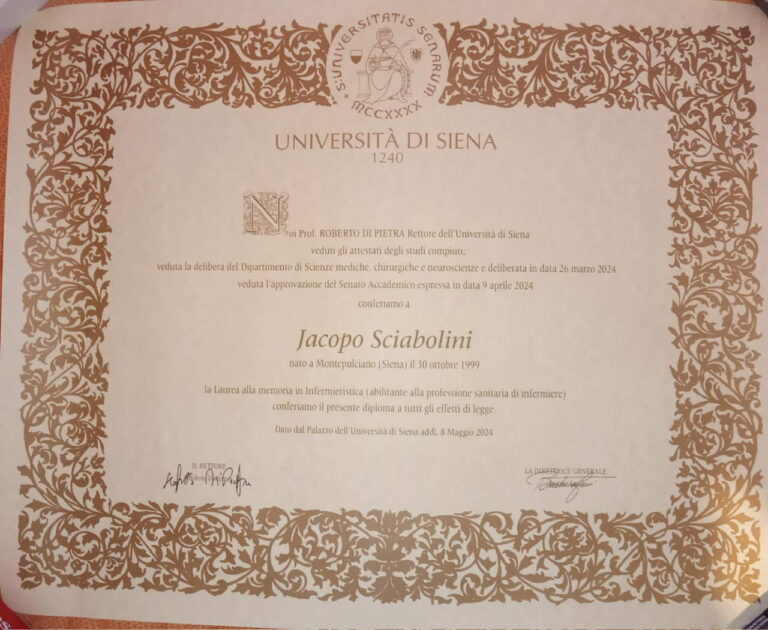 S·UNIVERSITATIS SENARUM
MCCXXXX
UNIVERSITÀ DI SIENA
1240
Noi Prof. ROBERTO DI PIETRA Rettore dell'Università di Siena
veduti gli attestati degli studi compiuti;
veduta la delibera del Dipartimento di Scienze mediche, chirurgiche e neuroscienze e deliberata in data 26 marzo 2024
veduta l'approvazione del Senato Accademico espressa in data 9 aprile 2024
conferiamo a
Jacopo Sciabolini
nato a Montepulciano (Siena) il 30 ottobre 1999
la Laurea alla memoria in Infermieristica (abilitante alla professione sanitaria di infermiere)
conferiamo il presente diploma a tutti gli effetti di legge.
Dato dal Palazzo dell'Università di Siena addì, 8 Maggio 2024
IL RETTORE
LA DIRETTRICE GENERALE